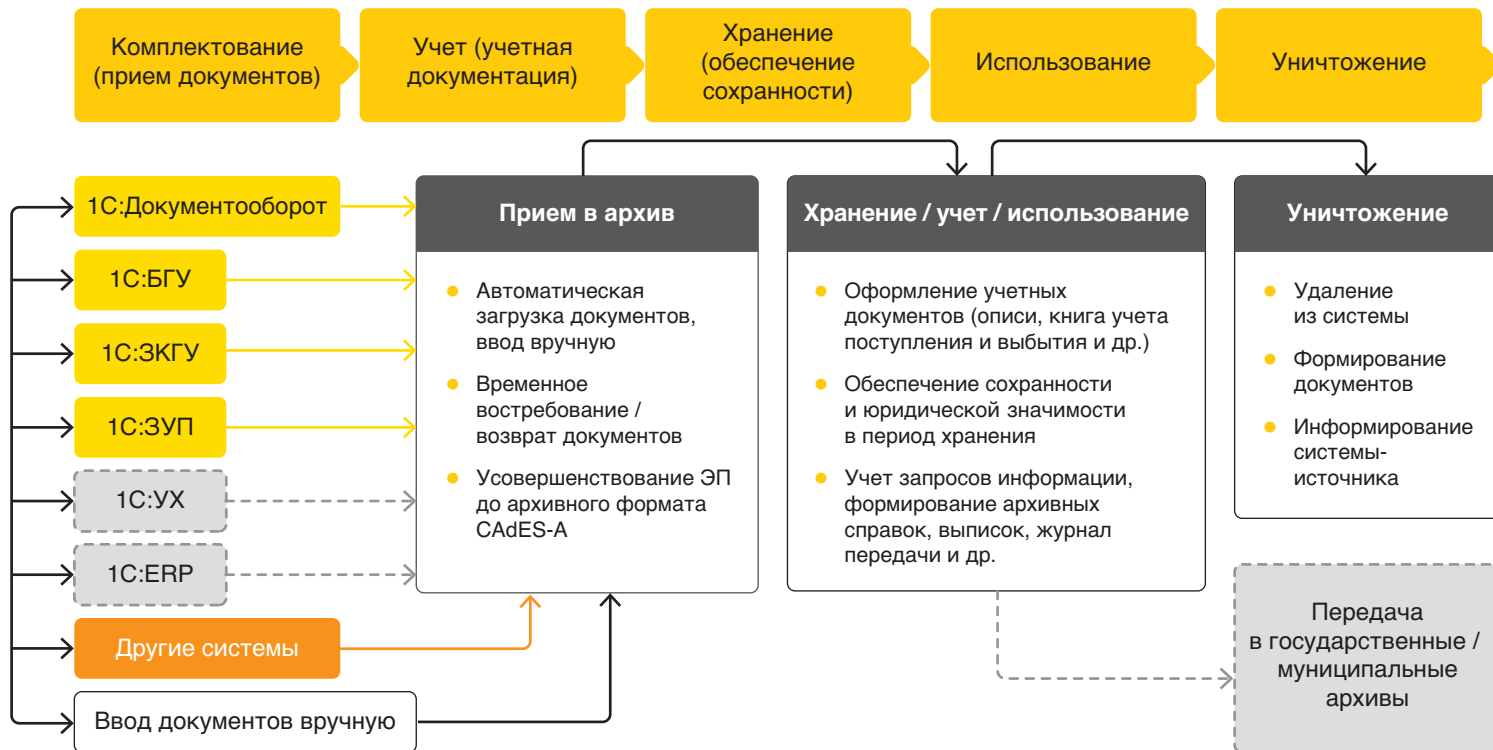 Комплектование
(прием документов)
Учет (учетная
документация)
Хранение
(обеспечение
сохранности)
Использование
Уничтожение
1С:Документооборот
1С:БГУ
1С:ЗКГУ
1С:ЗУП
1С:УХ
1С:ERP
Другие системы
Ввод документов вручную
Прием в архив
Автоматическая
загрузка документов,
ввод вручную
Временное
востребование /
возврат документов
Усовершенствование ЭП
до архивного формата
CAdES-A
Хранение / учет / использование
Оформление учетных
документов (описи, книга учета
поступления и выбытия и др.)
Обеспечение сохранности
и юридической значимости
в период хранения
Учет запросов информации,
формирование архивных
справок, выписок, журнал
передачи и др.
Уничтожение
Удаление
из системы
Формирование
документов
Информирование
системы-
источника
Передача
в государственные /
муниципальные
архивы